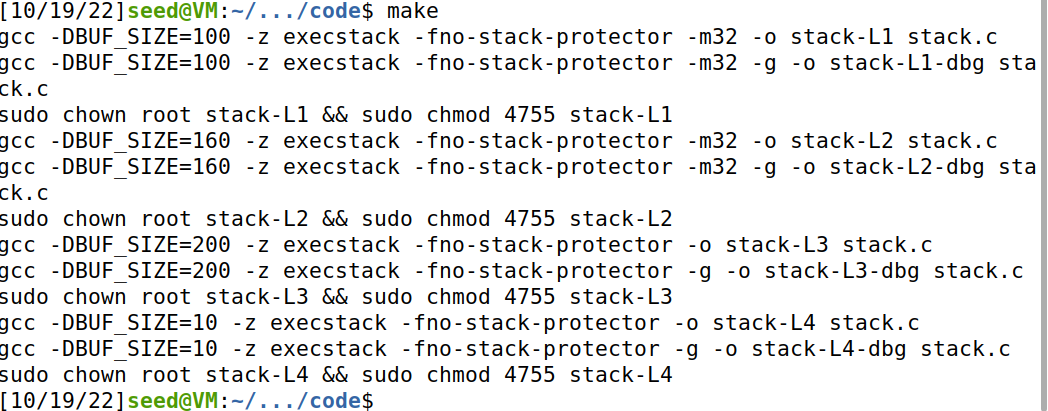 [10/19/22]seed@VM:~/.../code$ make
gcc -DBUF_SIZE=100 -z execstack -fno-stack-protector -m32 -o stack-L1 stack.c
gcc -DBUF_SIZE=100 -z execstack -fno-stack-protector -m32 -g -o stack-L1-dbg sta
ck.c
sudo chown root stack-L1 && sudo chmod 4755 stack-L1
gcc -DBUF_SIZE=160 -z execstack -fno-stack-protector -m32 -o stack-L2 stack.c
gcc -DBUF_SIZE=160 -z execstack -fno-stack-protector -m32 -g -o stack-L2-dbg sta
ck.c
sudo chown root stack-L2 && sudo chmod 4755 stack-L2
gcc -DBUF_SIZE=200 -z execstack -fno-stack-protector -o stack-L3 stack.c
gcc -DBUF_SIZE=200 -z execstack -fno-stack-protector -g -o stack-L3-dbg stack.c
sudo chown root stack-L3 && sudo chmod 4755 stack-L3
gcc -DBUF_SIZE=10 -z execstack -fno-stack-protector -o stack-L4 stack.c
gcc -DBUF_SIZE=10 -z execstack -fno-stack-protector -g -o stack-L4-dbg stack.c
sudo chown root stack-L4 && sudo chmod 4755 stack-L4
[10/19/22]seed@VM:~/.../code$